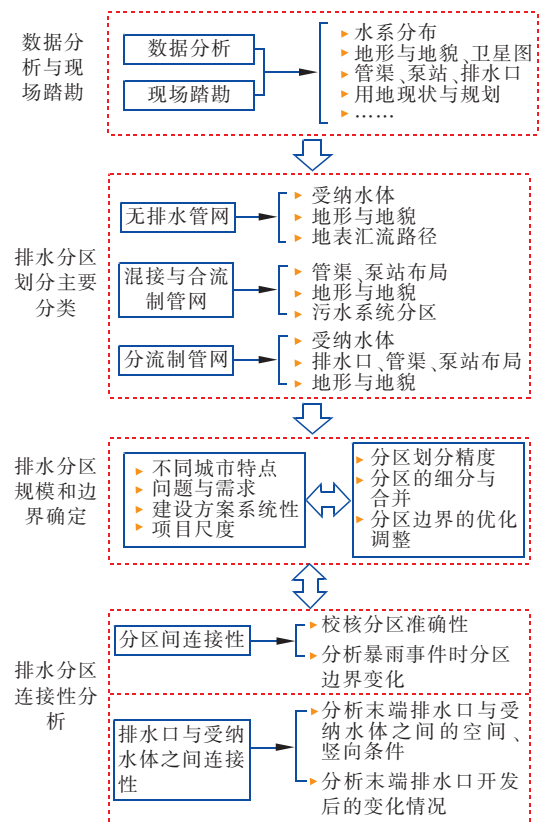 数据分
析与现
场踏勘
数据分析
现场踏勘
水系分布
地形与地貌、卫星图
管渠、泵站、排水口
用地现状与规划
……
排水分区
划分主要
分类
无排水管网
受纳水体
地形与地貌
地表汇流路径
混接与合流
制管网
管渠、泵站布局
地形与地貌
污水系统分区
分流制管网
受纳水体
排水口、管渠、泵站布局
地形与地貌
排水分区
规模和边
界确定
不同城市特点
问题与需求
建设方案系统性
项目尺度
分区划分精度
分区的细分与
合并
分区边界的优化
调整
排水分区
连接性分
析
分区间连接性
校核分区准确性
分析暴雨事件时分区
边界变化
排水口与受纳
水体之间连接
性
分析末端排水口与受
纳水体之间的空间、
竖向条件
分析末端排水口开发
后的变化情况